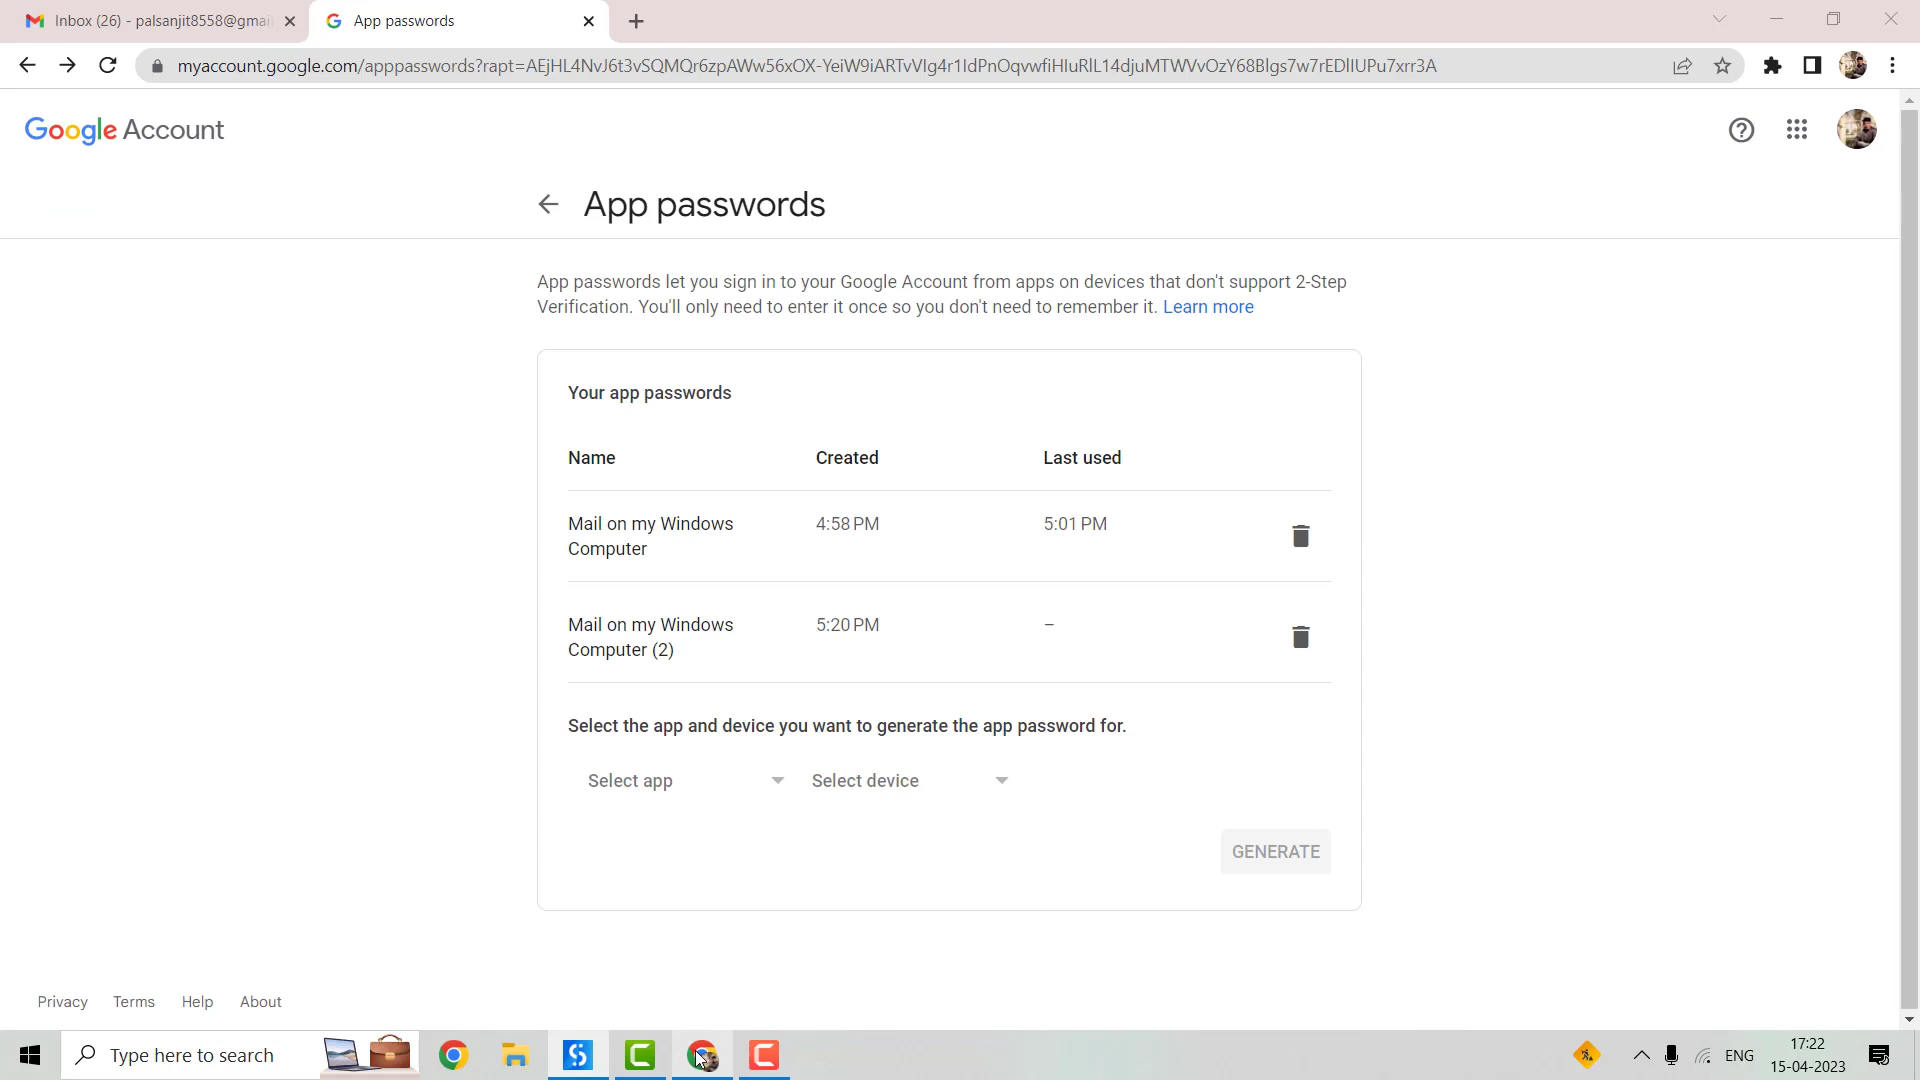 Inbox (26) - palsanjit8558@gmai
App passwords
myaccount.google.com/apppasswords?rapt=AEjHL4NvJ6t3vSQMQr6zpAWw56xOX-YeiW9iARTvVIg4r1IdPnOqvwfiHIuRlL14djuMTWVvOzY68Blgs7w7rEDlIUPu7xrr3A
Google Account
App passwords
App passwords let you sign in to your Google Account from apps on devices that don't support 2-Step
Verification. You'll only need to enter it once so you don't need to remember it. Learn more
Your app passwords
Name Created Last used
Mail on my Windows 4:58 PM 5:01 PM
Computer
Mail on my Windows 5:20 PM –
Computer (2)
Select the app and device you want to generate the app password for.
Select app Select device
GENERATE
Privacy Terms Help About
Type here to search
ENG
17:22
15-04-2023